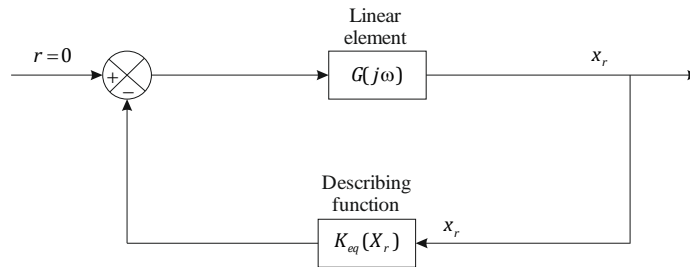 Linear
element
r = 0
G(jω)
x_r
+
−
Describing
function
K_eq(X_r)
x_r